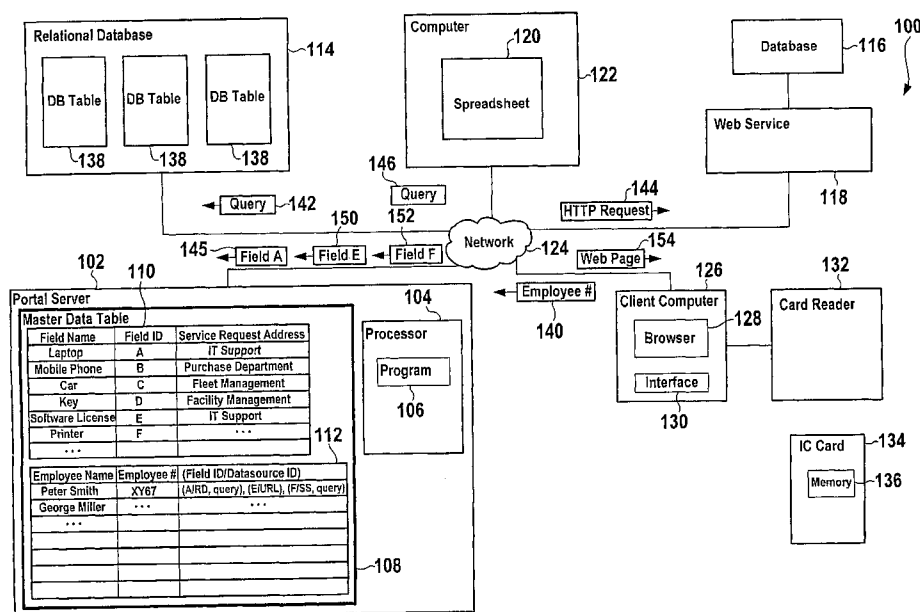 Relational Database
114
DB Table
DB Table
DB Table
138
138
138
Computer
120
Spreadsheet
122
Database
116
100
Web Service
118
146
Query
Query
142
144
HTTP Request
150
152
145
Field A
Field E
Field F
Network
124
154
Web Page
Employee #
140
102
110
Portal Server
Master Data Table
Field Name Field ID Service Request Address
Laptop A IT Support
Mobile Phone B Purchase Department
Car C Fleet Management
Key D Facility Management
Software License E IT Support
Printer F • • •
• • •
112
Employee Name Employee # (Field ID/Datasource ID)
Peter Smith XY67 (A/RD, query), (E/URL), (F/SS, query)
George Miller • • • • • •
• • •
108
104
Processor
Program
106
126
Client Computer
128
Browser
Interface
130
132
Card Reader
IC Card
134
Memory
136